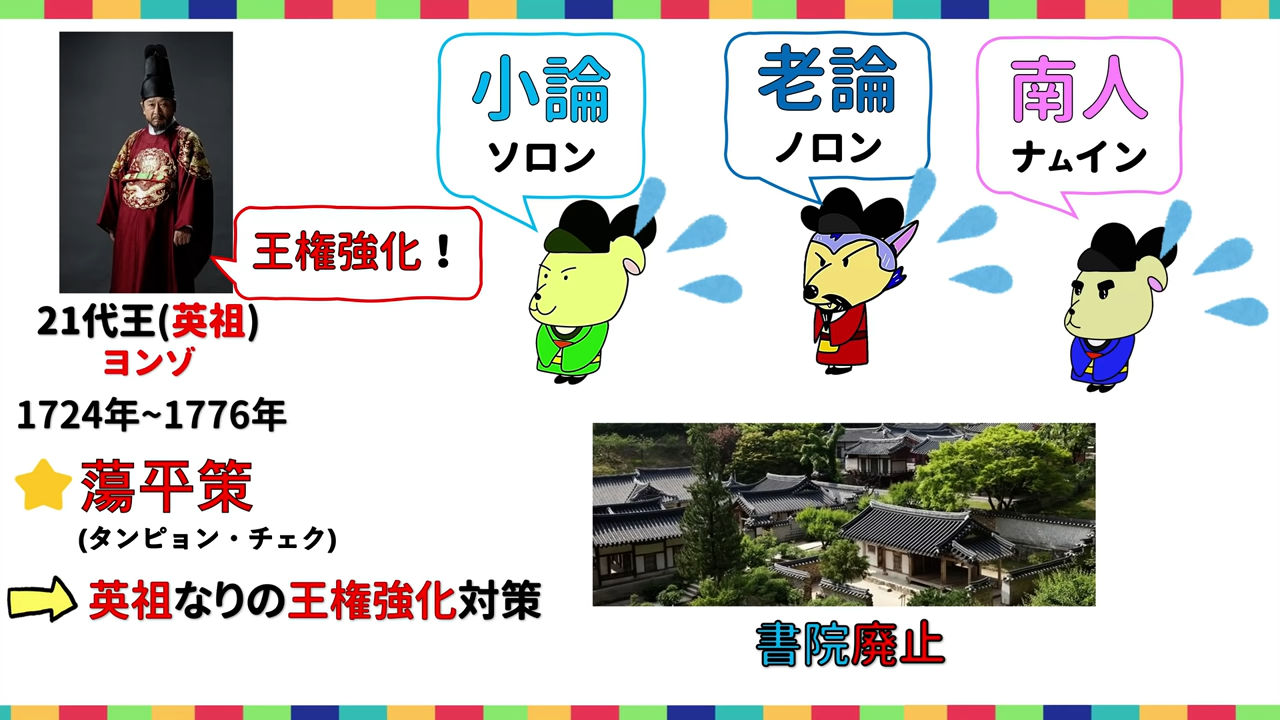 小論
ソロン
老論
ノロン
南人
ナムイン
王権強化！
21代王(英祖)
ヨンゾ
1724年~1776年
蕩平策
(タンピョン・チェク)
英祖なりの王権強化対策
書院廃止